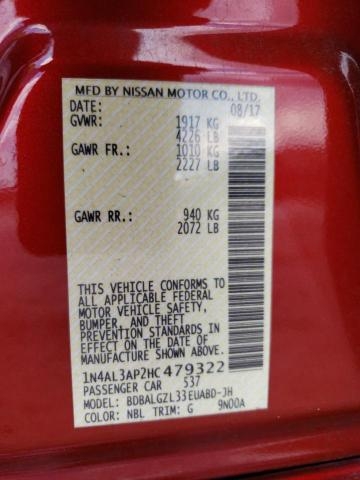 MFD BY NISSAN MOTOR CO., LTD.
DATE: 08/17
GVWR: 1917 KG
4226 LB
GAWR FR.: 1010 KG
2227 LB
GAWR RR.: 940 KG
2072 LB
THIS VEHICLE CONFORMS TO
ALL APPLICABLE FEDERAL
MOTOR VEHICLE SAFETY,
BUMPER, AND THEFT
PREVENTION STANDARDS IN
EFFECT ON THE DATE OF
MANUFACTURE SHOWN ABOVE.
1N4AL3AP2HC479322
PASSENGER CAR 537
MODEL: BDBALGZL33EUABD-JH
COLOR: NBL TRIM: G 9N00A